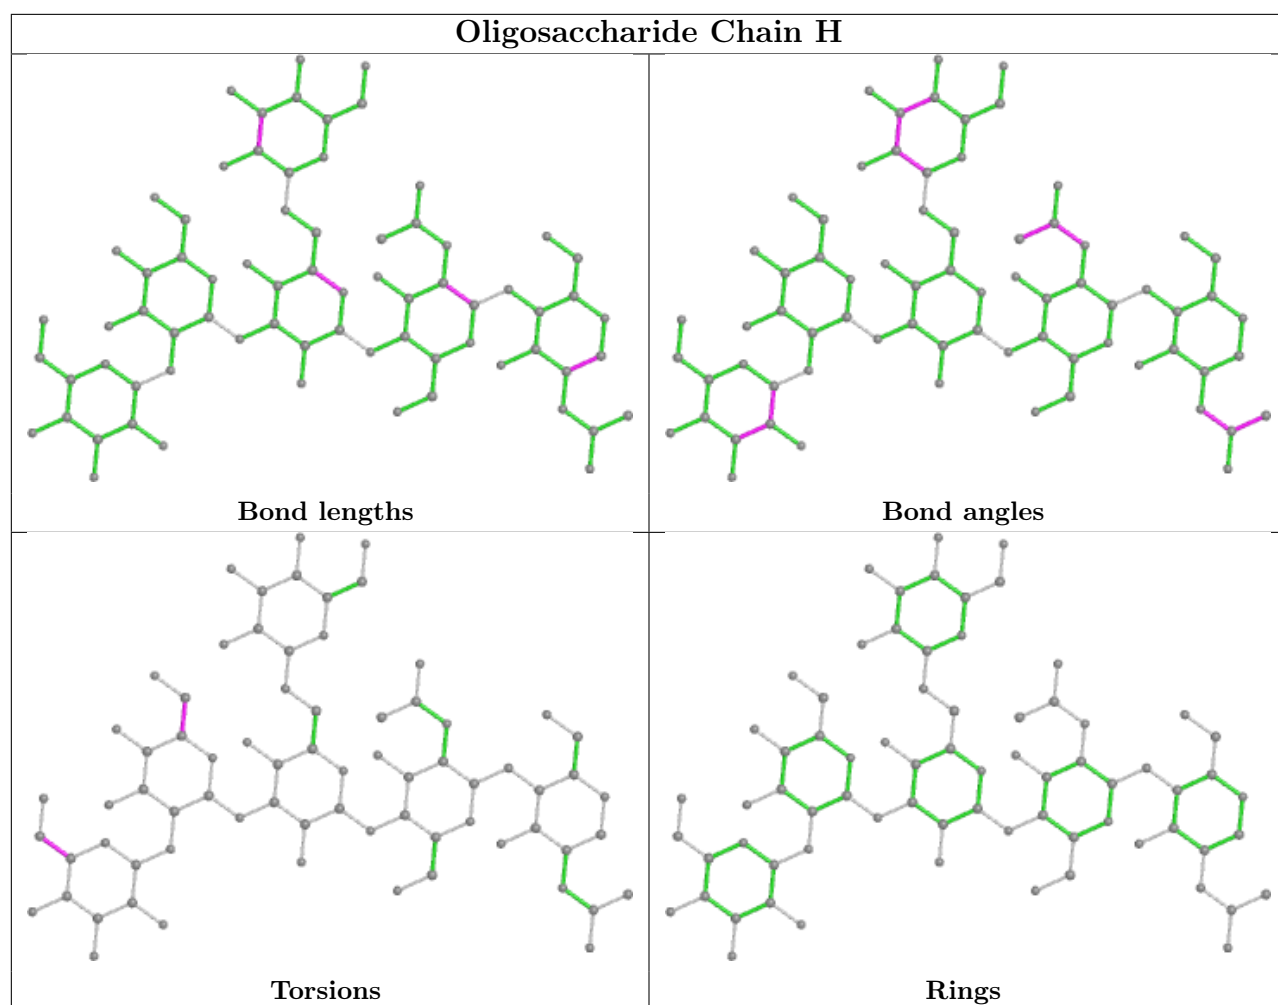 Oligosaccharide Chain H
Bond lengths
Bond angles
Torsions
Rings